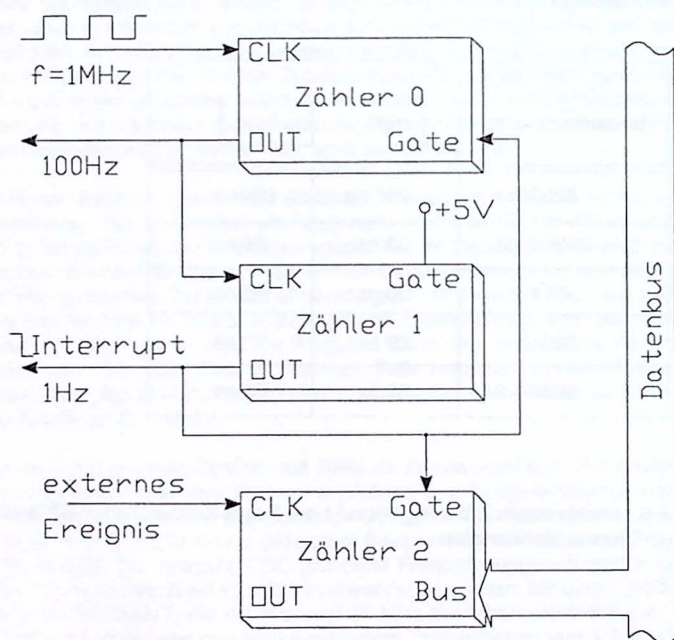 f=1MHz
CLK
Zähler 0
OUT Gate
100Hz
+5V
CLK Gate
Zähler 1
OUT
Interrupt
1Hz
Datenbus
externes
Ereignis
CLK Gate
Zähler 2
OUT Bus